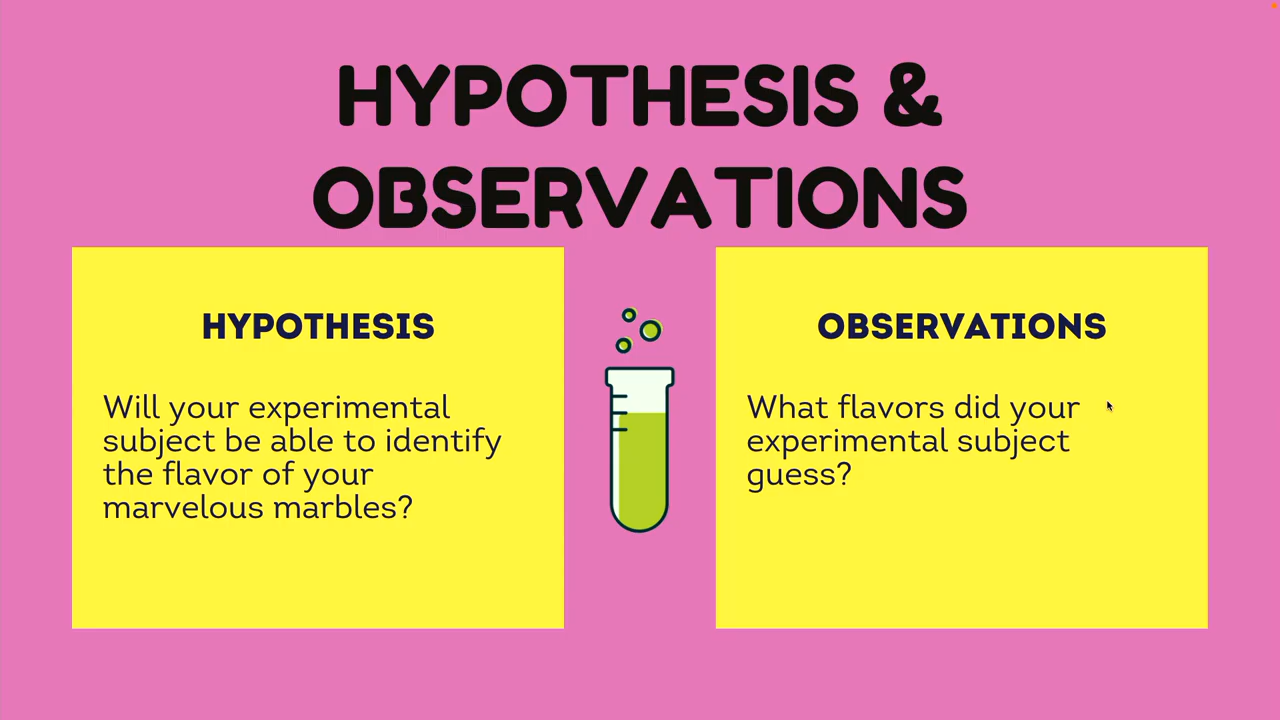 HYPOTHESIS &
OBSERVATIONS
HYPOTHESIS
Will your experimental
subject be able to identify
the flavor of your
marvelous marbles?
OBSERVATIONS
What flavors did your
experimental subject
guess?